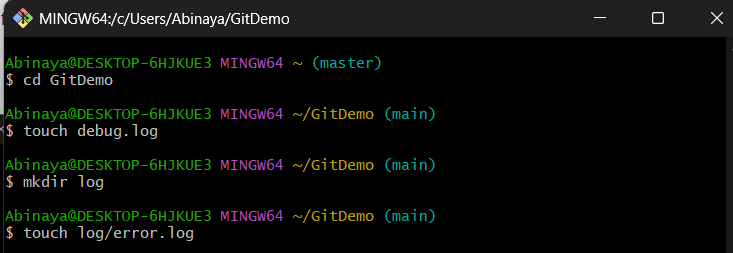 MINGW64:/c/Users/Abinaya/GitDemo
Abinaya@DESKTOP-6HJKUE3 MINGW64 ~ (master)
$ cd GitDemo
Abinaya@DESKTOP-6HJKUE3 MINGW64 ~/GitDemo (main)
$ touch debug.log
Abinaya@DESKTOP-6HJKUE3 MINGW64 ~/GitDemo (main)
$ mkdir log
Abinaya@DESKTOP-6HJKUE3 MINGW64 ~/GitDemo (main)
$ touch log/error.log